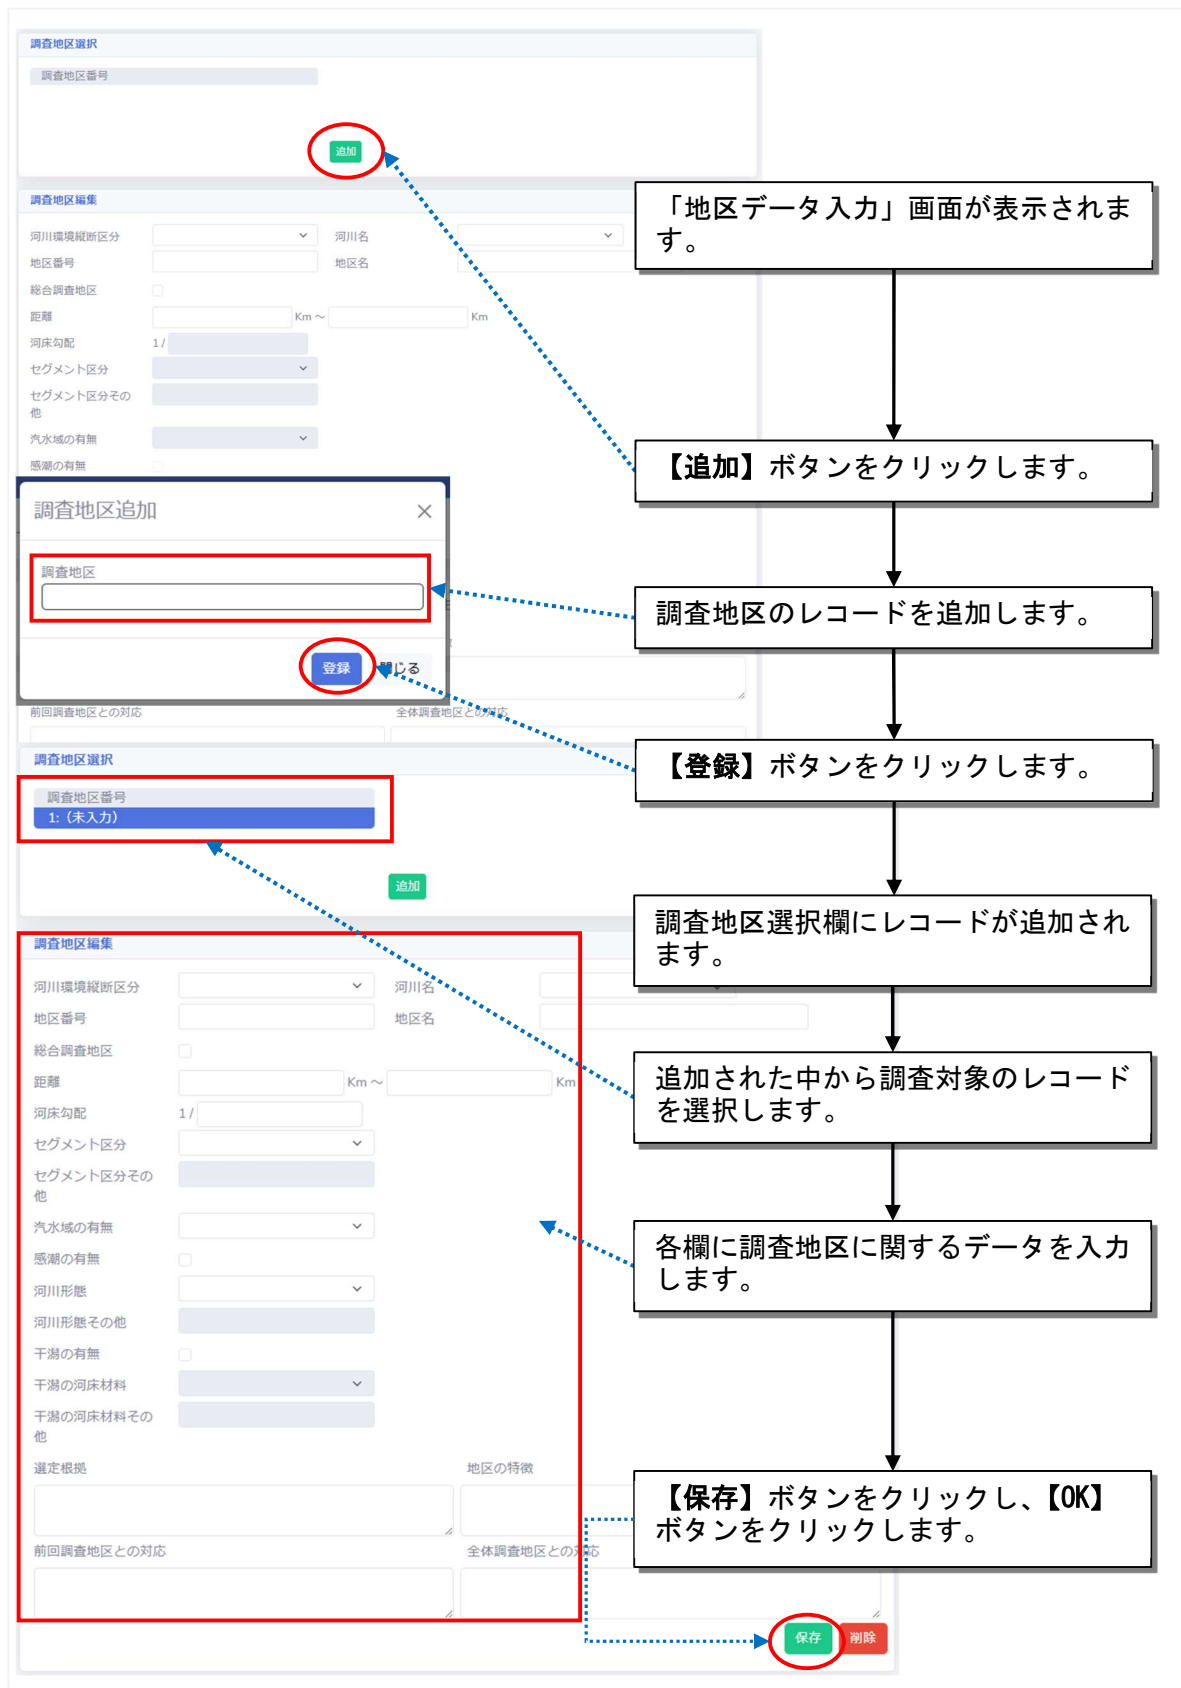 調査地区選択
調査地区番号
追加
調査地区編集
河川環境縦断区分
河川名
地区番号
地区名
総合調査地区
距離
Km ～
Km
河床勾配
1 /
セグメント区分
セグメント区分その
他
汽水域の有無
感潮の有無
調査地区追加
×
調査地区
登録
閉じる
前回調査地区との対応
全体調査地区との対応
調査地区選択
調査地区番号
1:（未入力）
追加
調査地区編集
河川環境縦断区分
河川名
地区番号
地区名
総合調査地区
距離
Km ～
Km
河床勾配
1 /
セグメント区分
セグメント区分その
他
汽水域の有無
感潮の有無
河川形態
河川形態その他
干潟の有無
干潟の河床材料
干潟の河床材料その
他
選定根拠
地区の特徴
前回調査地区との対応
全体調査地区との対応
保存
削除
「地区データ入力」画面が表示されま
す。
【追加】ボタンをクリックします。
調査地区のレコードを追加します。
【登録】ボタンをクリックします。
調査地区選択欄にレコードが追加され
ます。
追加された中から調査対象のレコード
を選択します。
各欄に調査地区に関するデータを入力
します。
【保存】ボタンをクリックし、【OK】
ボタンをクリックします。